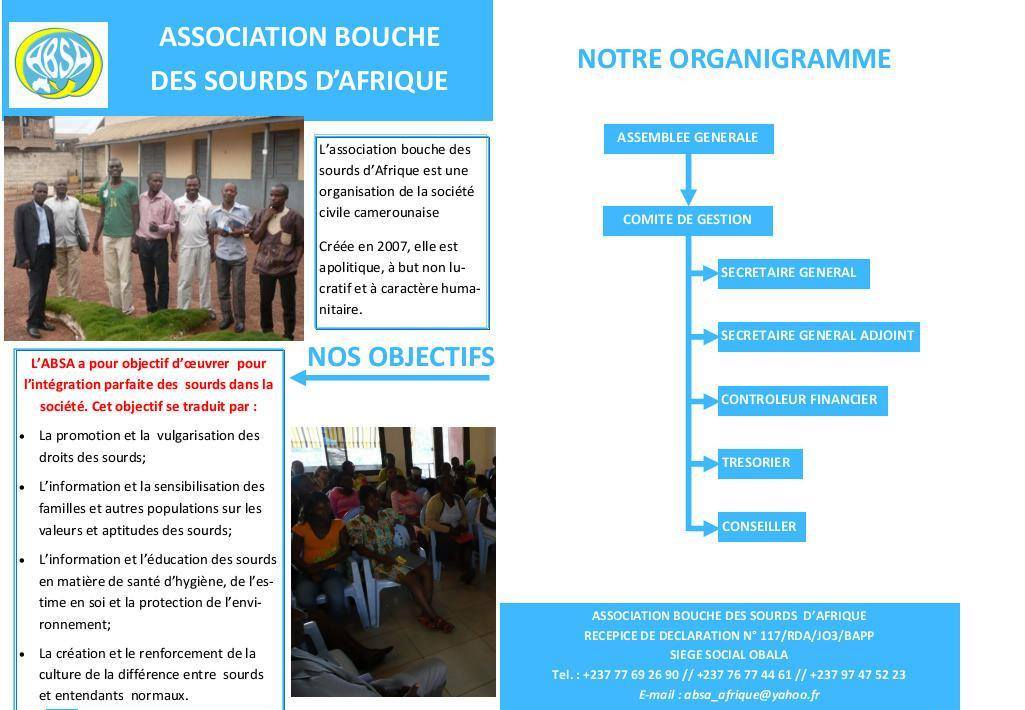 ABSA
ASSOCIATION BOUCHE
DES SOURDS D’AFRIQUE
L’association bouche des
sourds d’Afrique est une
organisation de la société
civile camerounaise
Créée en 2007, elle est
apolitique, à but non lu-
cratif et à caractère huma-
nitaire.
NOS OBJECTIFS
L’ABSA a pour objectif d’œuvrer pour
l’intégration parfaite des sourds dans la
société. Cet objectif se traduit par :
• La promotion et la vulgarisation des
droits des sourds;
• L’information et la sensibilisation des
familles et autres populations sur les
valeurs et aptitudes des sourds;
• L’information et l’éducation des sourds
en matière de santé d’hygiène, de l’es-
time en soi et la protection de l’envi-
ronnement;
• La création et le renforcement de la
culture de la différence entre sourds
et entendants normaux.
NOTRE ORGANIGRAMME
ASSEMBLEE GENERALE
COMITE DE GESTION
SECRETAIRE GENERAL
SECRETAIRE GENERAL ADJOINT
CONTROLEUR FINANCIER
TRESORIER
CONSEILLER
ASSOCIATION BOUCHE DES SOURDS D’AFRIQUE
RECEPICE DE DECLARATION N° 117/RDA/JO3/BAPP
SIEGE SOCIAL OBALA
Tel. : +237 77 69 26 90 // +237 76 77 44 61 // +237 97 47 52 23
E-mail : absa_afrique@yahoo.fr